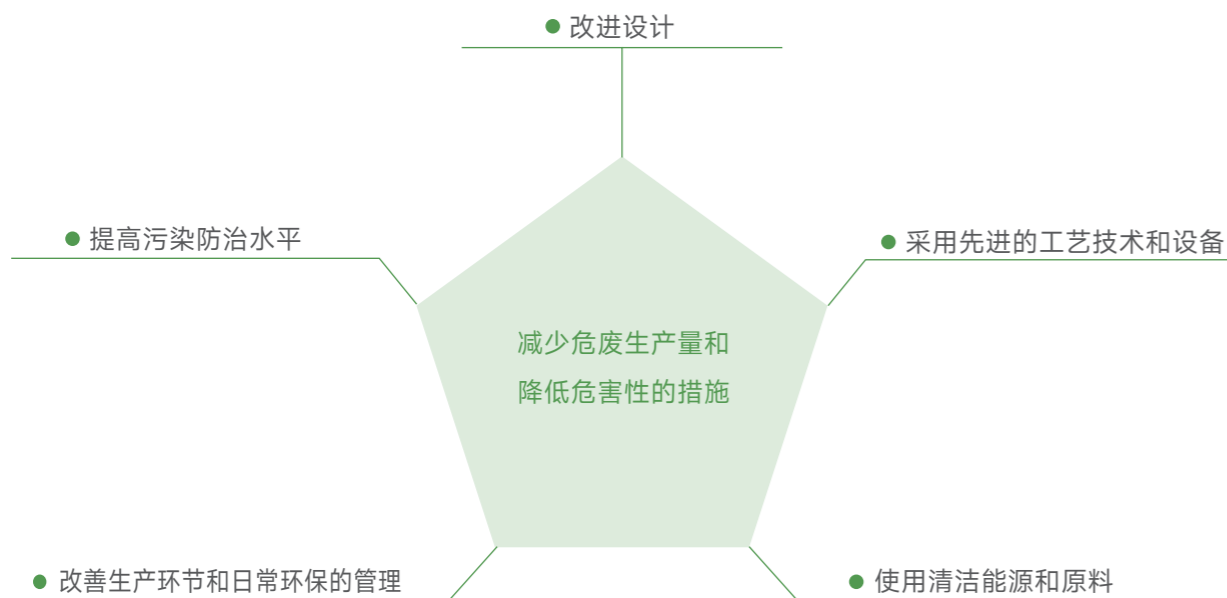 改进设计
提高污染防治水平
采用先进的工艺技术和设备
减少危废生产量和
降低危害性的措施
改善生产环节和日常环保的管理
使用清洁能源和原料